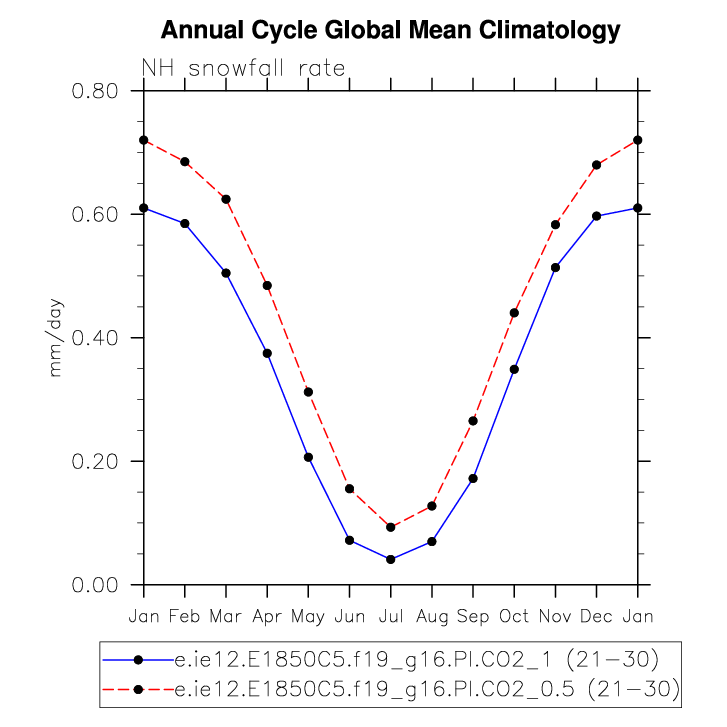 Annual Cycle Global Mean Climatology
NH snowfall rate
0.80
0.60
0.40
0.20
0.00
mm/day
Jan Feb Mar Apr May Jun Jul Aug Sep Oct Nov Dec Jan
e.ie12.E1850C5.f19_g16.PI.CO2_1 (21-30)
e.ie12.E1850C5.f19_g16.PI.CO2_0.5 (21-30)